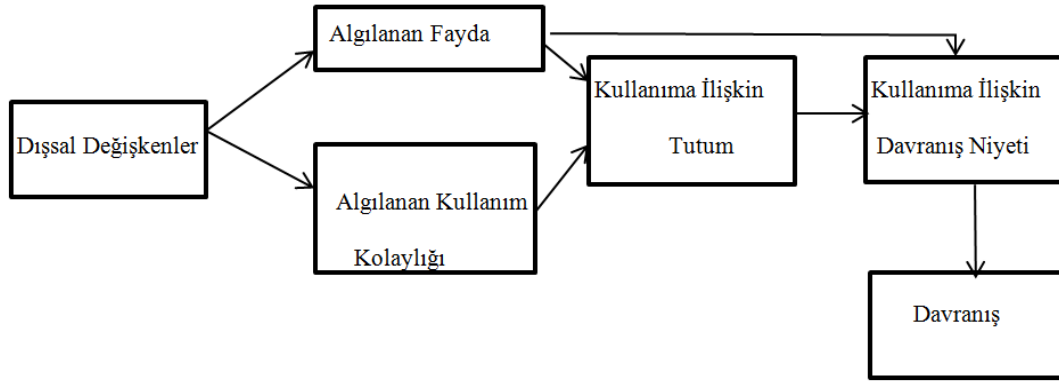 Algılanan Fayda
Dışsal Değişkenler
Algılanan Kullanım
Kolaylığı
Kullanıma İlişkin
Tutum
Kullanıma İlişkin
Davranış Niyeti
Davranış